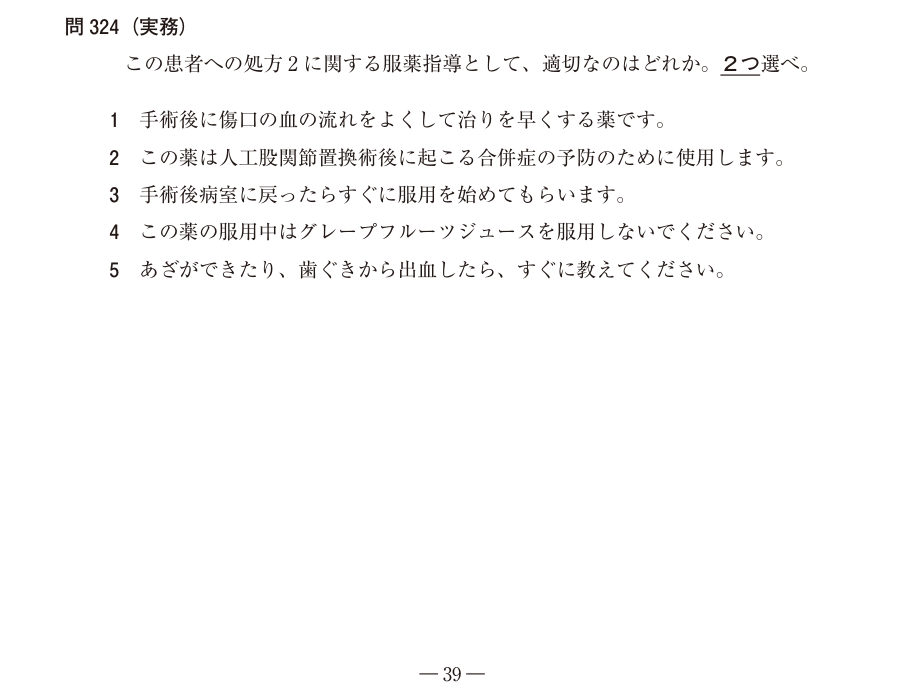 問 324（実務）
この患者への処方２に関する服薬指導として、適切なのはどれか。２つ選べ。
1 手術後に傷口の血の流れをよくして治りを早くする薬です。
2 この薬は人工股関節置換術後に起こる合併症の予防のために使用します。
3 手術後病室に戻ったらすぐに服用を始めてもらいます。
4 この薬の服用中はグレープフルーツジュースを服用しないでください。
5 あざができたり、歯ぐきから出血したら、すぐに教えてください。
― 39 ―